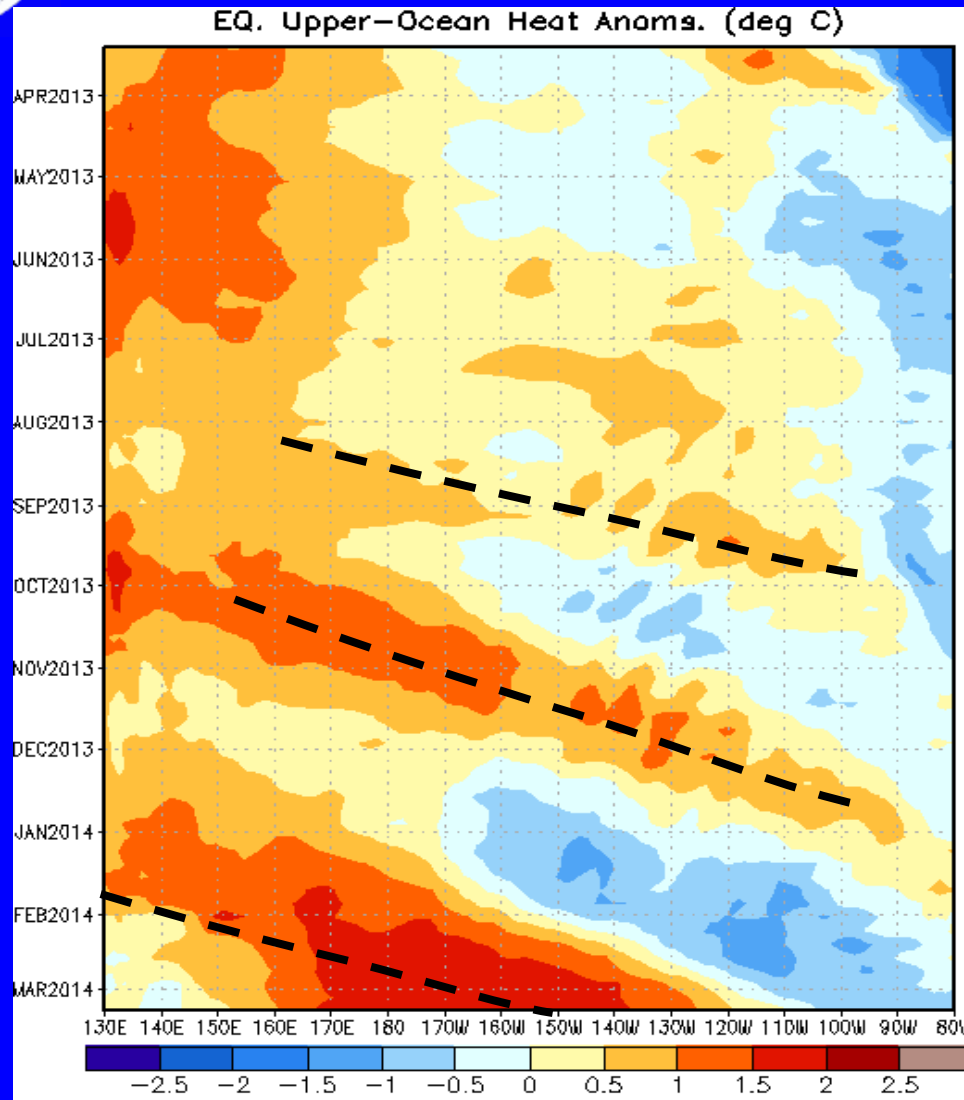 EQ. Upper-Ocean Heat Anoms. (deg C)
APR2013
MAY2013
JUN2013
JUL2013
AUG2013
SEP2013
OCT2013
NOV2013
DEC2013
JAN2014
FEB2014
MAR2014
130E 140E 150E 160E 170E 180 170W 160W 150W 140W 130W 120W 110W 100W 90W 80W
-2.5 -2 -1.5 -1 -0.5 0 0.5 1 1.5 2 2.5